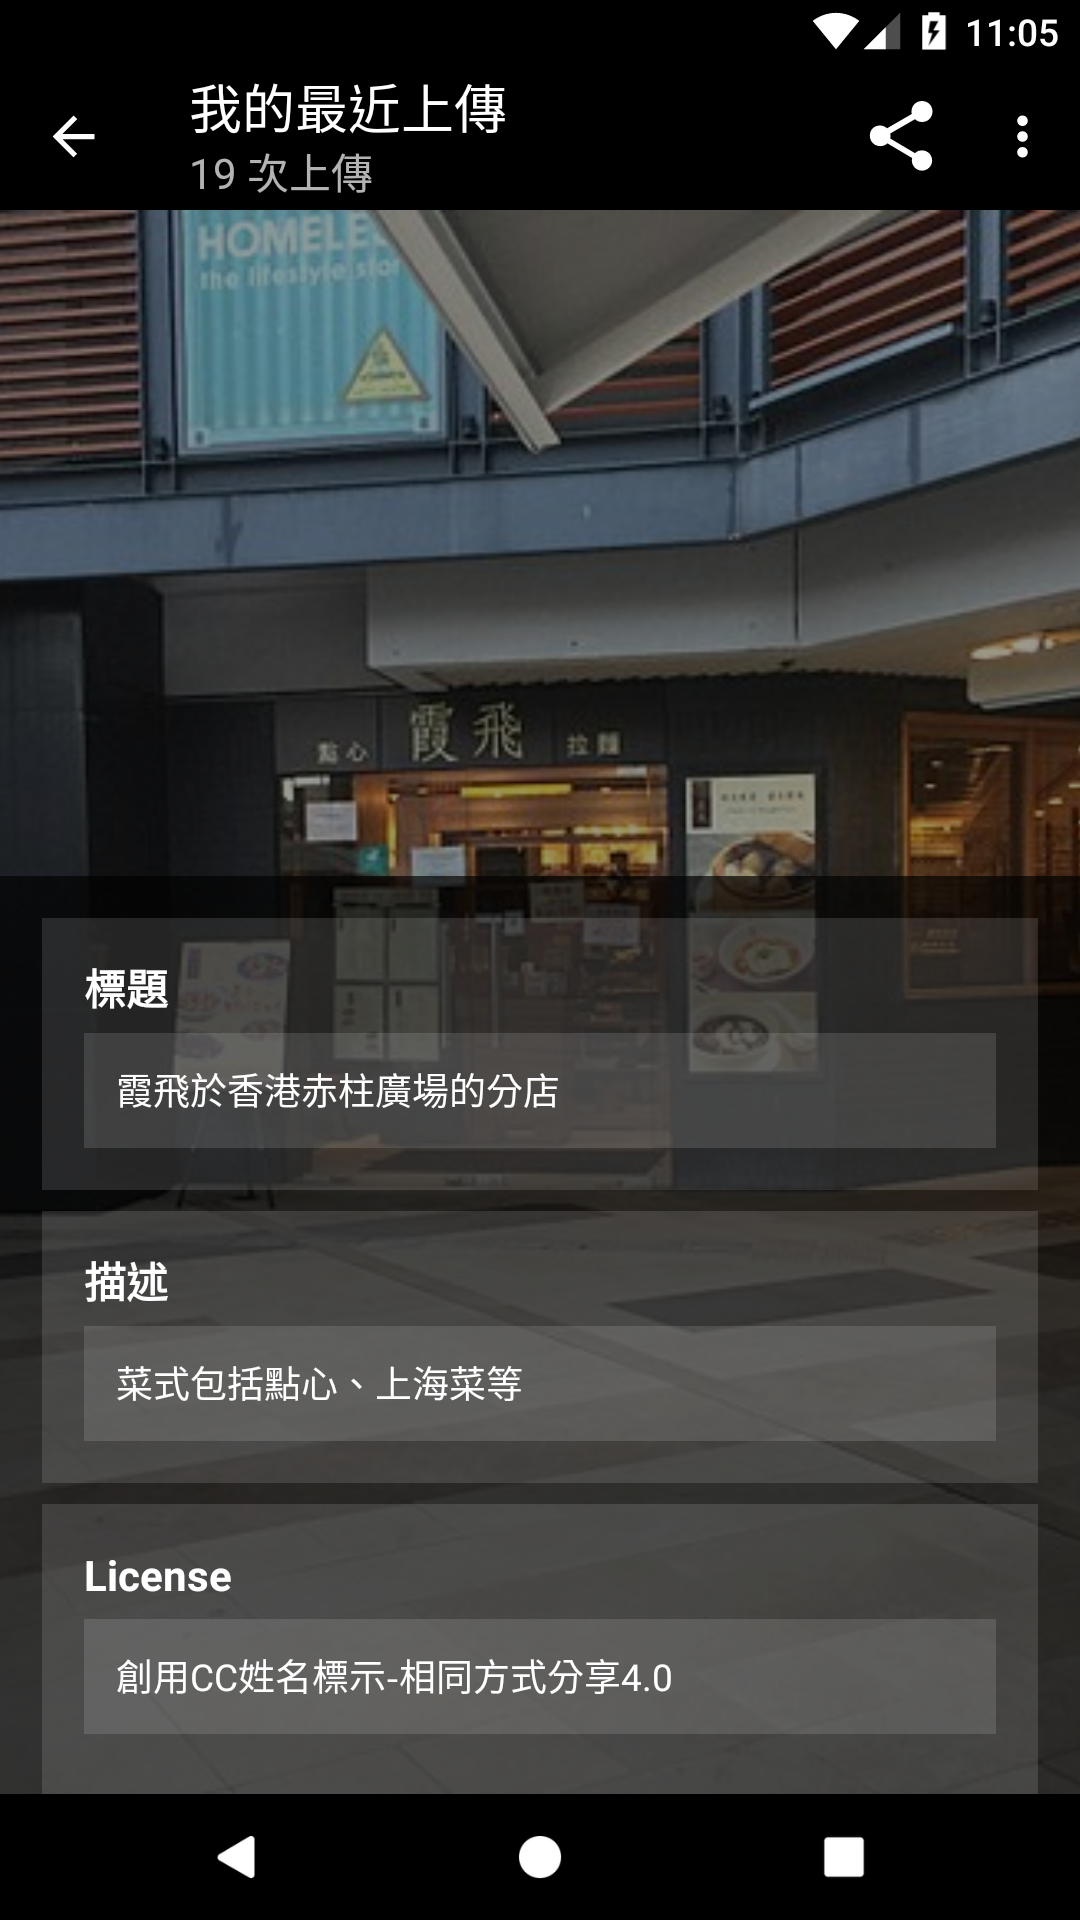 11:05
我的最近上傳
19 次上傳
HOMELE
the lifestyle stor
點心 霞飛 拉麵
標題
霞飛於香港赤柱廣場的分店
描述
菜式包括點心、上海菜等
License
創用CC姓名標示-相同方式分享4.0